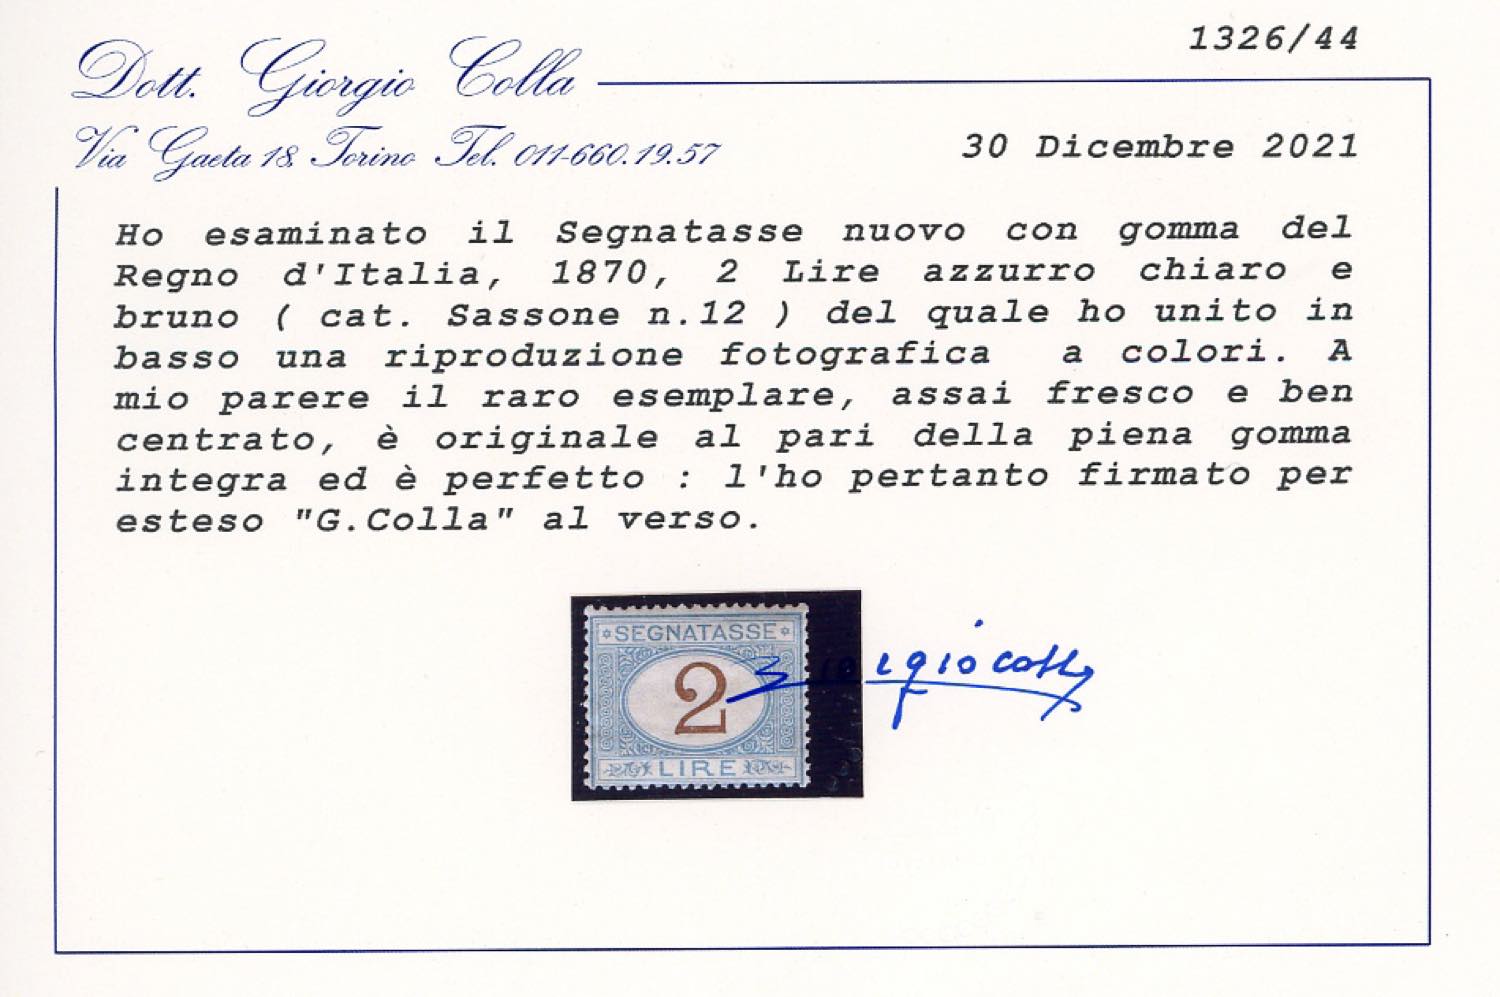 1326/44
Dott. Giorgio Colla
Via Gaeta 18. Torino Tel. 011-660.19.57
30 Dicembre 2021
Ho esaminato il Segnatasse nuovo con gomma del
Regno d'Italia, 1870, 2 Lire azzurro chiaro e
bruno ( cat. Sassone n.12 ) del quale ho unito in
basso una riproduzione fotografica a colori. A
mio parere il raro esemplare, assai fresco e ben
centrato, è originale al pari della piena gomma
integra ed è perfetto : l'ho pertanto firmato per
esteso "G.Colla" al verso.
SEGNATASSE
2
LIRE